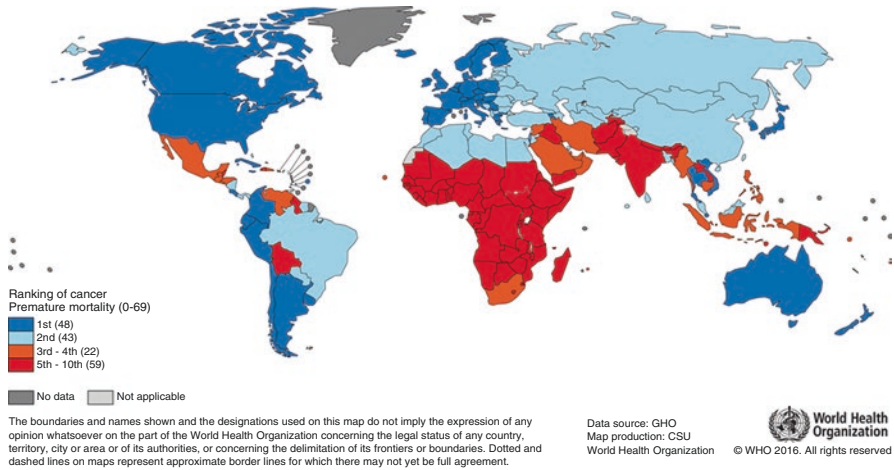 Ranking of cancer
Premature mortality (0-69)
1st (48)
2nd (43)
3rd - 4th (22)
5th - 10th (59)
No data
Not applicable
The boundaries and names shown and the designations used on this map do not imply the expression of any
opinion whatsoever on the part of the World Health Organization concerning the legal status of any country,
territory, city or area or of its authorities, or concerning the delimitation of its frontiers or boundaries. Dotted and
dashed lines on maps represent approximate border lines for which there may not yet be full agreement.
Data source: GHO
Map production: CSU
World Health Organization
World Health
Organization
© WHO 2016. All rights reserved